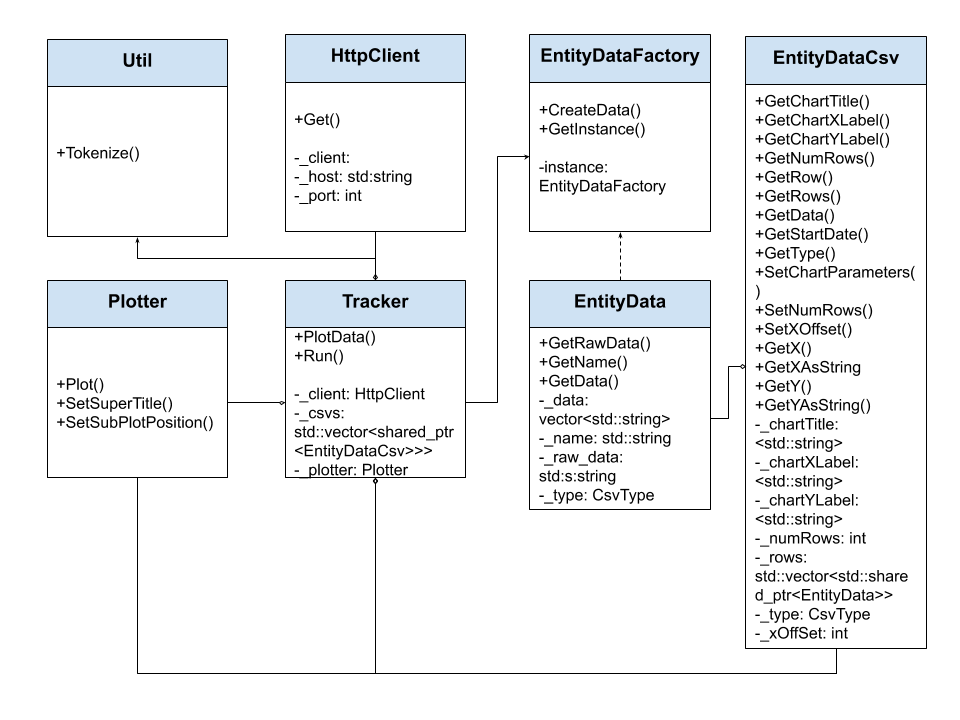 Util
+Tokenize()
HttpClient
+Get()
-_client:
-_host: std:string
-_port: int
EntityDataFactory
+CreateData()
+GetInstance()
-instance:
EntityDataFactory
EntityDataCsv
+GetChartTitle()
+GetChartXLabel()
+GetChartYLabel()
+GetNumRows()
+GetRow()
+GetRows()
+GetData()
+GetStartDate()
+GetType()
+SetChartParameters(
)
+SetNumRows()
+SetXOffset()
+GetX()
+GetXAsString
+GetY()
+GetYAsString()
-_chartTitle:
<std::string>
-_chartXLabel:
<std::string>
-_chartYLabel:
<std::string>
-_numRows: int
-_rows:
std::vector<std::share
d_ptr<EntityData>>
-_type: CsvType
-_xOffSet: int
Plotter
+Plot()
+SetSuperTitle()
+SetSubPlotPosition()
Tracker
+PlotData()
+Run()
-_client: HttpClient
-_csvs:
std::vector<shared_ptr
<EntityDataCsv>>>
-_plotter: Plotter
EntityData
+GetRawData()
+GetName()
+GetData()
-_data:
vector<std::string>
-_name: std::string
-_raw_data:
std:s:string
-_type: CsvType